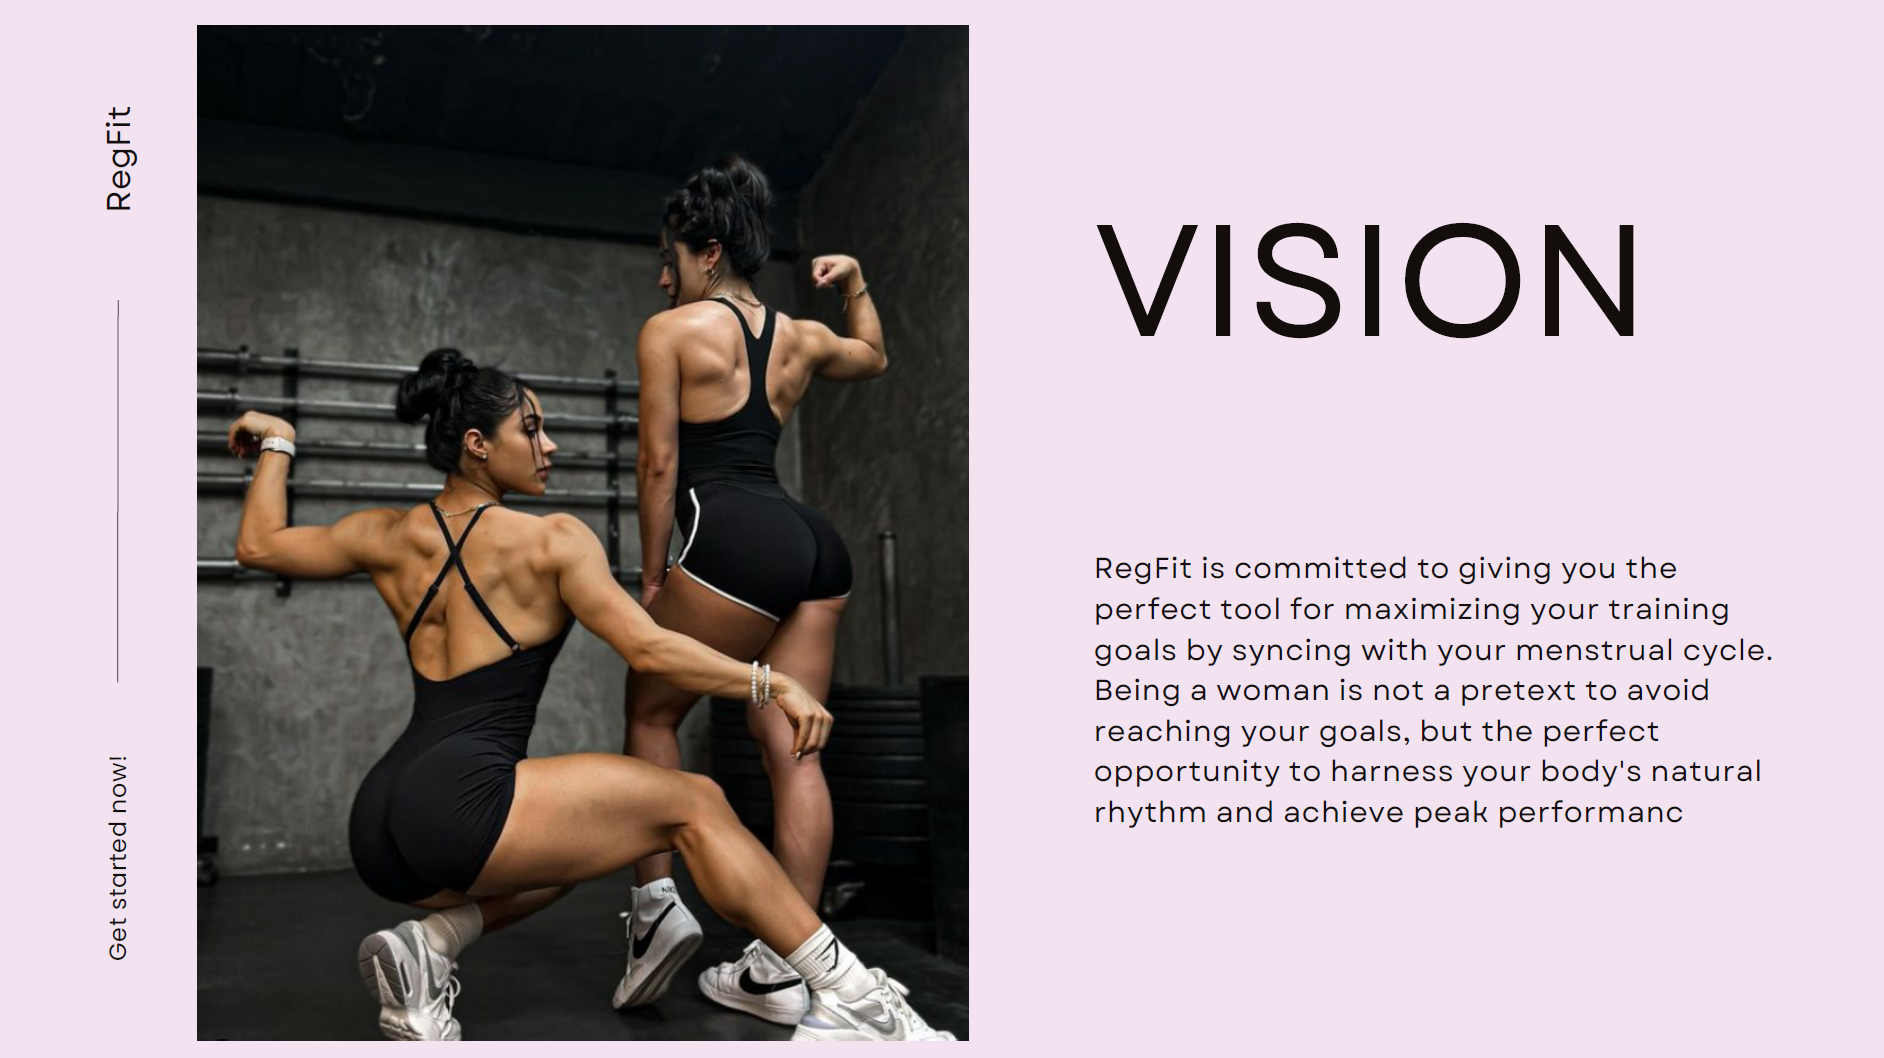 RegFit
Get started now!
VISION
RegFit is committed to giving you the
perfect tool for maximizing your training
goals by syncing with your menstrual cycle.
Being a woman is not a pretext to avoid
reaching your goals, but the perfect
opportunity to harness your body's natural
rhythm and achieve peak performanc